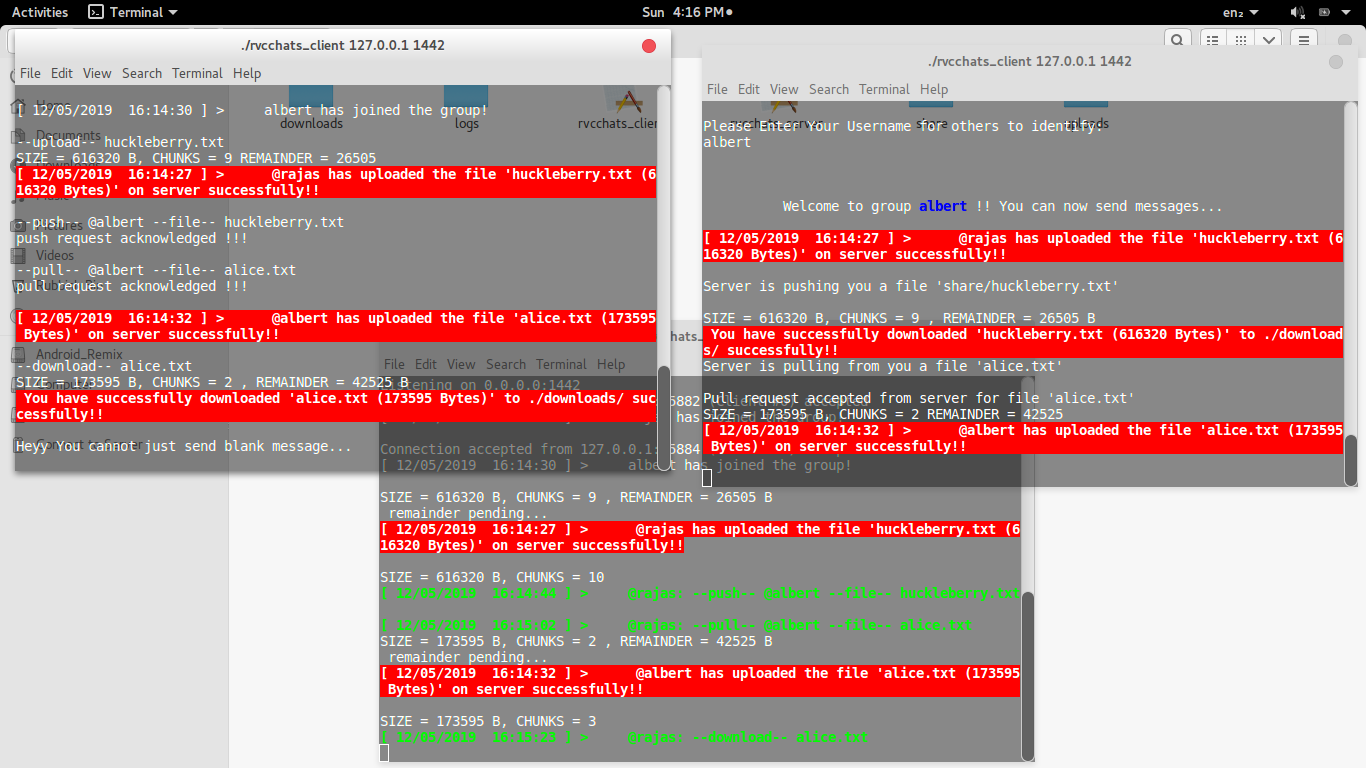 Activities Terminal Sun 4:16 PM en₂
./rvcchats_client 127.0.0.1 1442
File Edit View Search Terminal Help
[ 12/05/2019  16:14:30 ] >     albert has joined the group!
downloads logs rvcchats_clien
--upload-- huckleberry.txt
SIZE = 616320 B, CHUNKS = 9 REMAINDER = 26505
[ 12/05/2019  16:14:27 ] >      @rajas has uploaded the file 'huckleberry.txt (6
16320 Bytes)' on server successfully!!
--push-- @albert --file-- huckleberry.txt
push request acknowledged !!!
--pull-- @albert --file-- alice.txt
pull request acknowledged !!!
[ 12/05/2019  16:14:32 ] >      @albert has uploaded the file 'alice.txt (173595
 Bytes)' on server successfully!!
--download-- alice.txt
SIZE = 173595 B, CHUNKS = 2 , REMAINDER = 42525 B
 You have successfully downloaded 'alice.txt (173595 Bytes)' to ./downloads/ suc
cessfully!!
Heyy You cannot just send blank message...
Documents
Pictures
Videos
Android_Remix
Computer
./rvcchats_client 127.0.0.1 1442
File Edit View Search Terminal Help
share uploads
Please Enter Your Username for others to identify:
albert
Welcome to group albert !! You can now send messages...
[ 12/05/2019  16:14:27 ] >      @rajas has uploaded the file 'huckleberry.txt (6
16320 Bytes)' on server successfully!!
Server is pushing you a file 'share/huckleberry.txt'
SIZE = 616320 B, CHUNKS = 9 , REMAINDER = 26505 B
 You have successfully downloaded 'huckleberry.txt (616320 Bytes)' to ./download
s/ successfully!!
Server is pulling from you a file 'alice.txt'
Pull request accepted from server for file 'alice.txt'
SIZE = 173595 B, CHUNKS = 2 REMAINDER = 42525
[ 12/05/2019  16:14:32 ] >      @albert has uploaded the file 'alice.txt (173595
 Bytes)' on server successfully!!
File Edit View Search Terminal Help
Listening on 0.0.0.0:1442
Connection accepted from 127.0.0.1:
[ 12/05/2019  16:14:30 ] >     albert has joined the group!
SIZE = 616320 B, CHUNKS = 9 , REMAINDER = 26505 B
 remainder pending...
[ 12/05/2019  16:14:27 ] >      @rajas has uploaded the file 'huckleberry.txt (6
16320 Bytes)' on server successfully!!
SIZE = 616320 B, CHUNKS = 10
[ 12/05/2019  16:14:44 ] >     @rajas: --push-- @albert --file-- huckleberry.txt
[ 12/05/2019  16:15:02 ] >     @rajas: --pull-- @albert --file-- alice.txt
SIZE = 173595 B, CHUNKS = 2 , REMAINDER = 42525 B
 remainder pending...
[ 12/05/2019  16:14:32 ] >      @albert has uploaded the file 'alice.txt (173595
 Bytes)' on server successfully!!
SIZE = 173595 B, CHUNKS = 3
[ 12/05/2019  16:15:23 ] >     @rajas: --download-- alice.txt